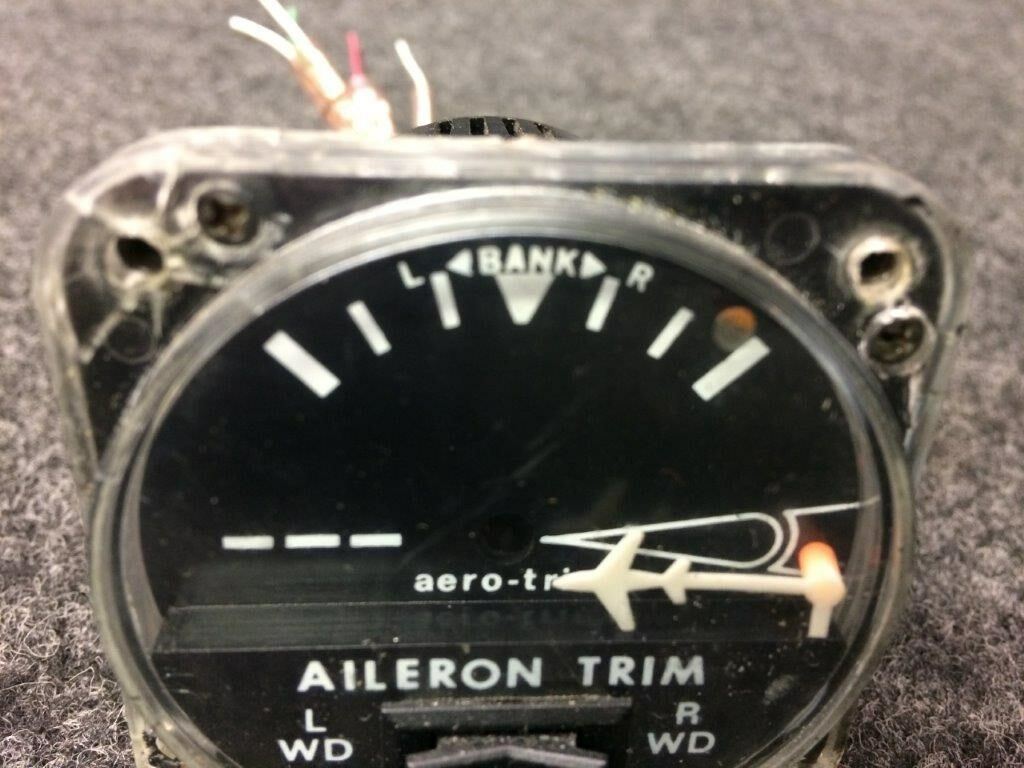 L BANK R
aero-tri
AILERON TRIM
L R
WD WD